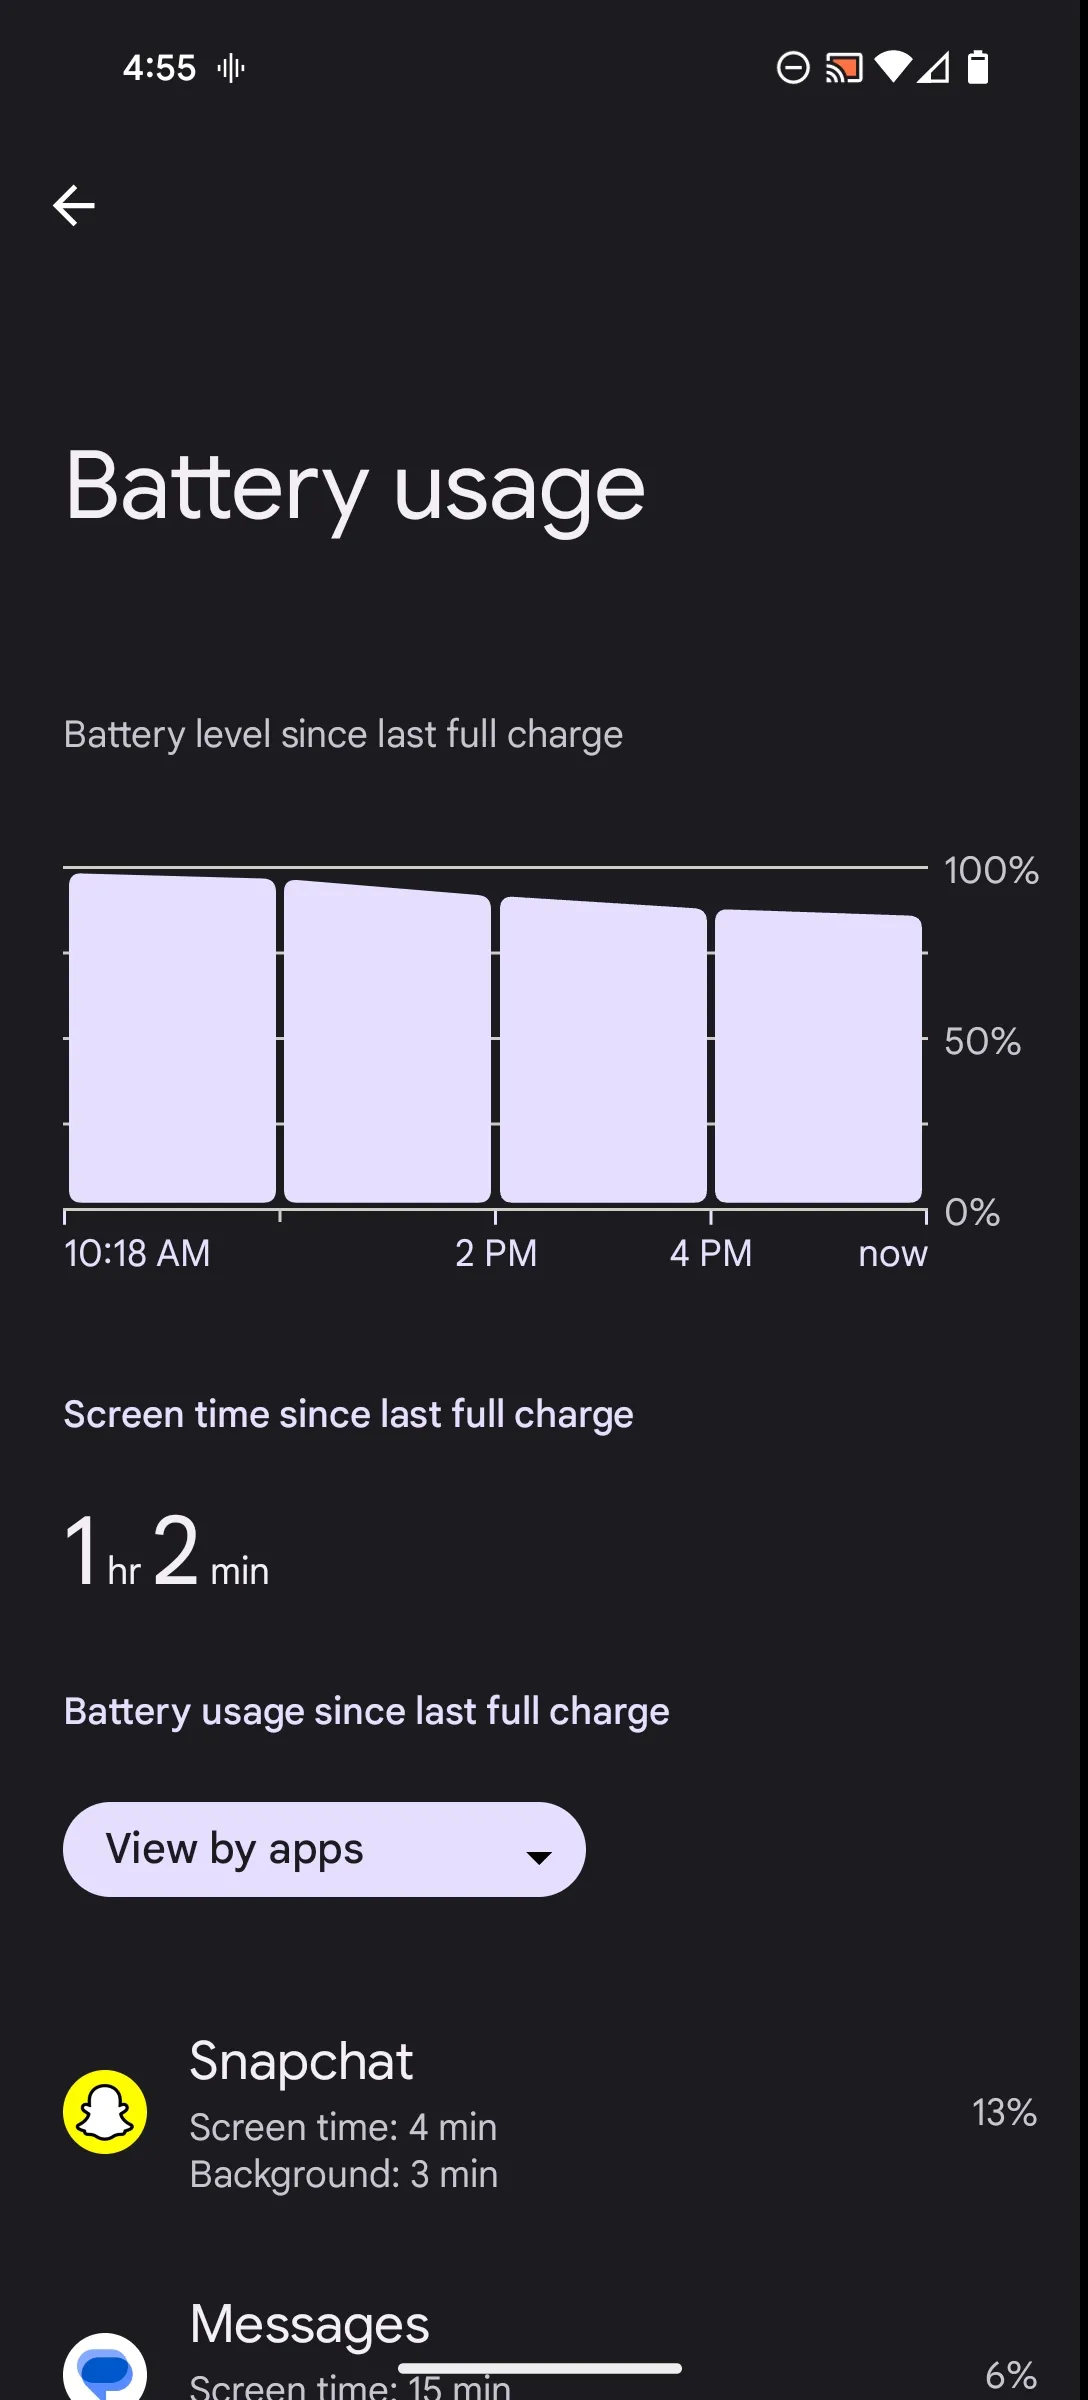 4:55
Battery usage
Battery level since last full charge
100%
50%
0%
10:18 AM 2 PM 4 PM now
Screen time since last full charge
1 hr 2 min
Battery usage since last full charge
View by apps
Snapchat
Screen time: 4 min
Background: 3 min
13%
Messages
Screen time: 15 min
6%